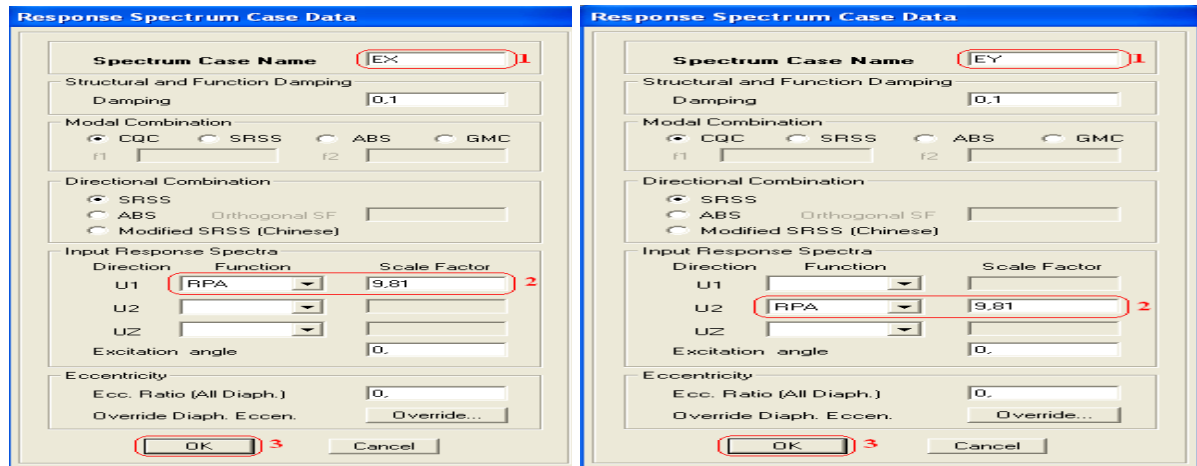 Response Spectrum Case Data
Spectrum Case Name EX 1
Structural and Function Damping
Damping 0,1
Modal Combination
CQC SRSS ABS GMC
f1 f2
Directional Combination
SRSS
ABS Orthogonal SF
Modified SRSS (Chinese)
Input Response Spectra
Direction Function Scale Factor
U1 RPA 9,81 2
U2
UZ
Excitation angle 0,
Eccentricity
Ecc. Ratio (All Diaph.) 0,
Override Diaph. Eccen. Override...
OK 3 Cancel
Response Spectrum Case Data
Spectrum Case Name EY 1
Structural and Function Damping
Damping 0,1
Modal Combination
CQC SRSS ABS GMC
f1 f2
Directional Combination
SRSS
ABS Orthogonal SF
Modified SRSS (Chinese)
Input Response Spectra
Direction Function Scale Factor
U1
U2 RPA 9,81 2
UZ
Excitation angle 0,
Eccentricity
Ecc. Ratio (All Diaph.) 0,
Override Diaph. Eccen. Override...
OK 3 Cancel